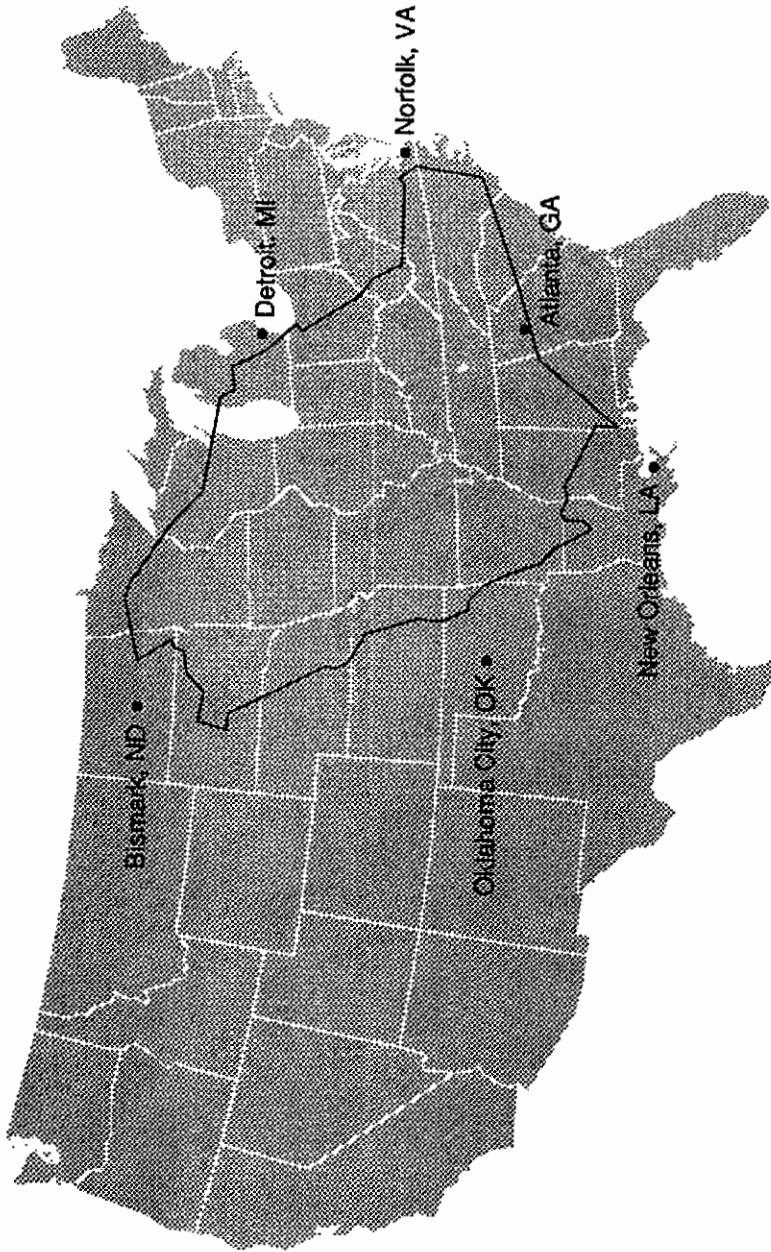 Bismark, ND
Detroit. MI
Norfolk, VA
Oklahoma City, OK
Atlanta, GA
New Orleans, LA